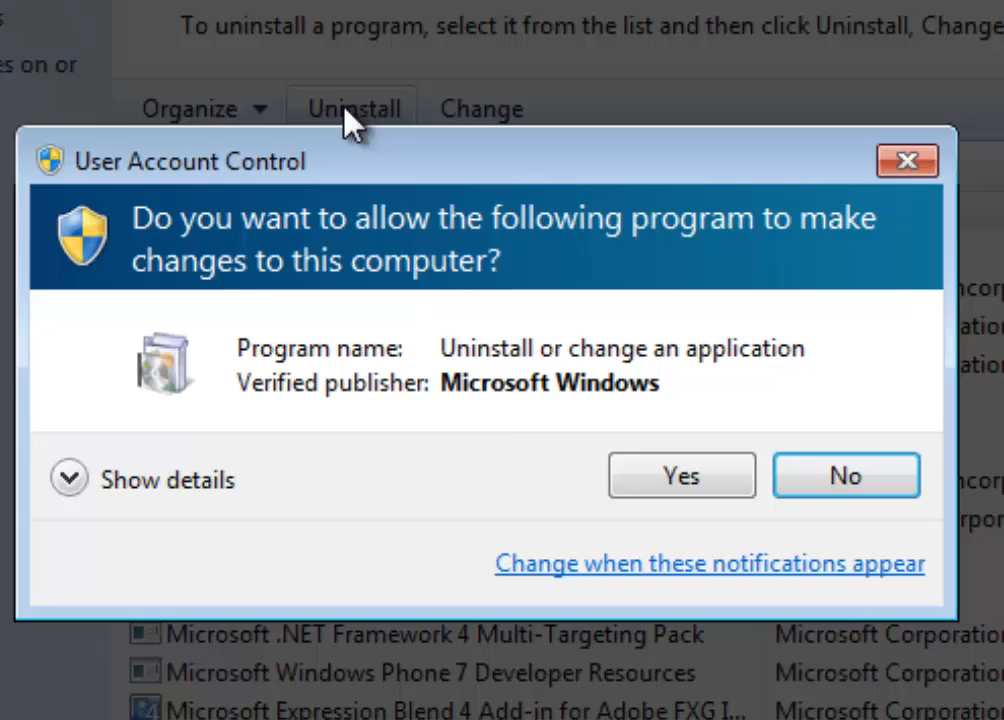 To uninstall a program, select it from the list and then click Uninstall, Change
es on or
Organize
Uninstall
Change
User Account Control
Do you want to allow the following program to make
changes to this computer?
Program name: Uninstall or change an application
Verified publisher: Microsoft Windows
Show details
Yes
No
Change when these notifications appear
Microsoft .NET Framework 4 Multi-Targeting Pack Microsoft Corporatio
Microsoft Windows Phone 7 Developer Resources Microsoft Corporatio
Microsoft Expression Blend 4 Add-in for Adobe FXG I... Microsoft Corporatio